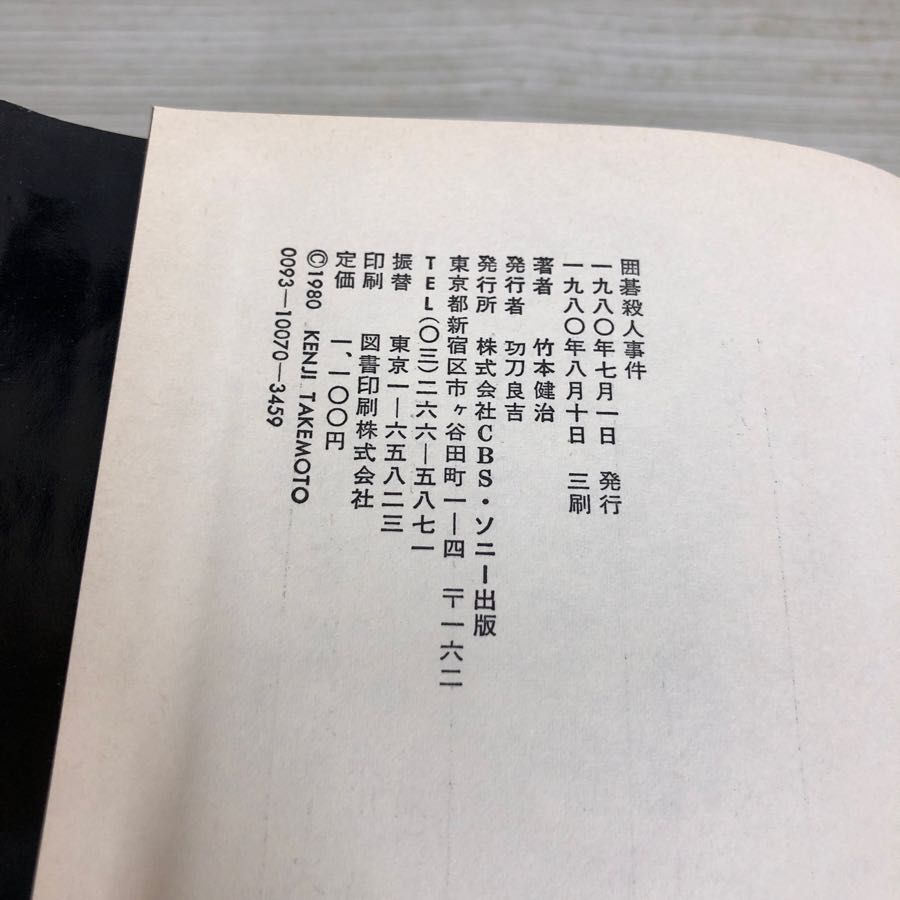 囲碁殺人事件
一九八〇年七月一日　発行
一九八〇年八月十日　三刷
著者　竹本健治
発行者　功刀良吉
発行所　株式会社CBS・ソニー出版
東京都新宿区市ヶ谷田町一―四　〒一六二
TEL(〇三)二六六―五八七一
振替　東京一―六五八二三
印刷　図書印刷株式会社
定価　一、一〇〇円
©1980 KENJI TAKEMOTO
0093―10070―3459